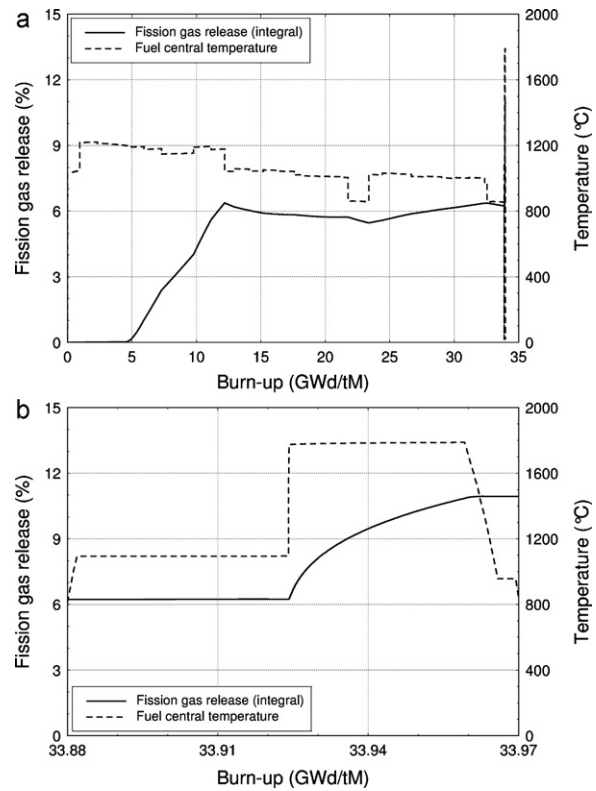 a
Fission gas release (integral)
Fuel central temperature
15
12
9
6
3
0
Fission gas release (%)
2000
1600
1200
800
400
0
Temperature (°C)
0 5 10 15 20 25 30 35
Burn-up (GWd/tM)
b
15
12
9
6
3
0
Fission gas release (%)
2000
1600
1200
800
400
0
Temperature (°C)
Fission gas release (integral)
Fuel central temperature
33.88 33.91 33.94 33.97
Burn-up (GWd/tM)